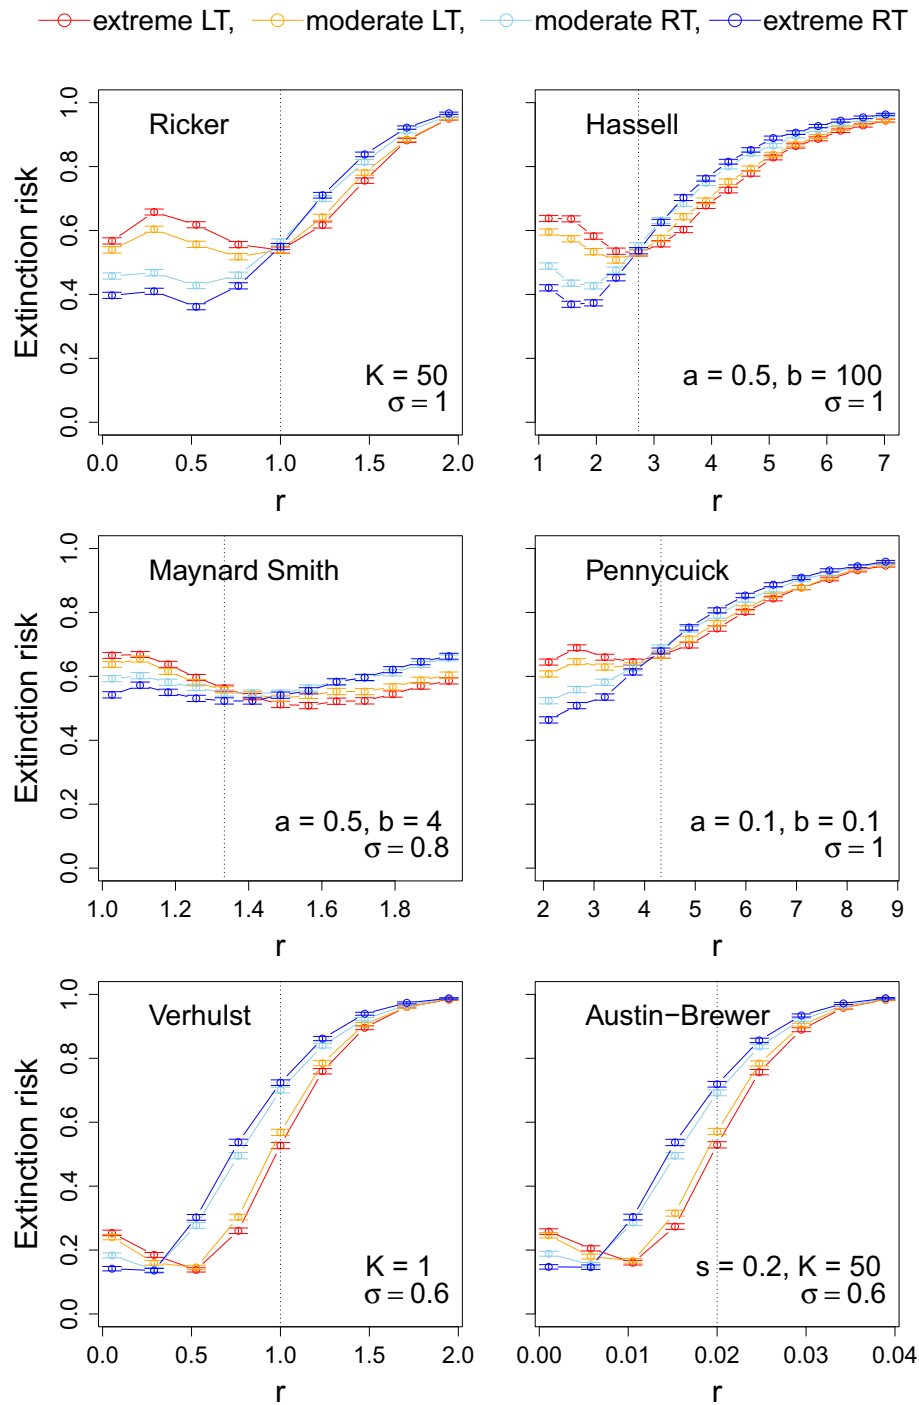 extreme LT, moderate LT, moderate RT, extreme RT
Ricker
Extinction risk
0.0 0.2 0.4 0.6 0.8 1.0
K = 50
σ = 1
0.0 0.5 1.0 1.5 2.0
r
Hassell
a = 0.5, b = 100
σ = 1
1 2 3 4 5 6 7
r
Maynard Smith
Extinction risk
0.0 0.2 0.4 0.6 0.8 1.0
a = 0.5, b = 4
σ = 0.8
1.0 1.2 1.4 1.6 1.8
r
Pennycuick
a = 0.1, b = 0.1
σ = 1
2 3 4 5 6 7 8 9
r
Verhulst
Extinction risk
0.0 0.2 0.4 0.6 0.8 1.0
K = 1
σ = 0.6
0.0 0.5 1.0 1.5 2.0
r
Austin−Brewer
s = 0.2, K = 50
σ = 0.6
0.00 0.01 0.02 0.03 0.04
r